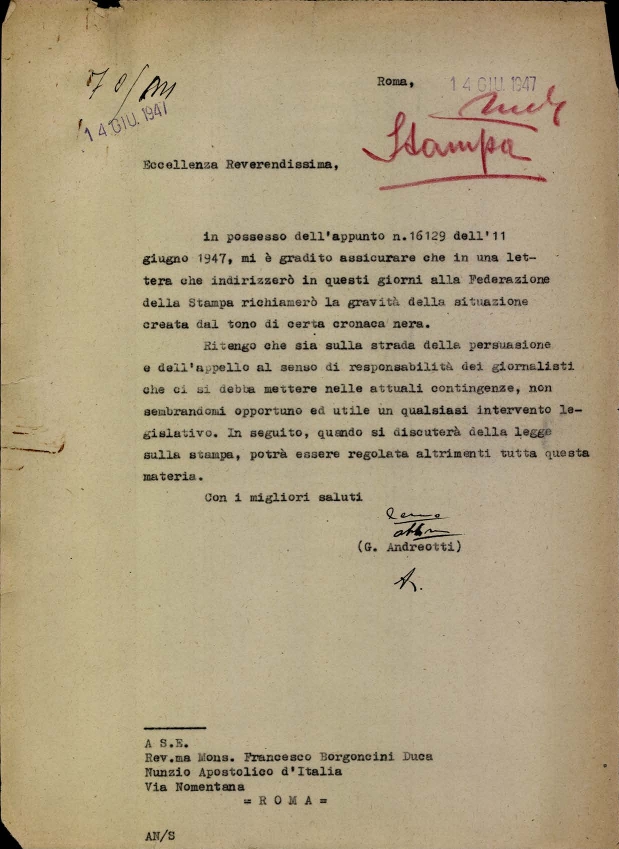 Roma, 14 GIU. 1947
14 GIU. 1947
Stampa
Eccellenza Reverendissima,
in possesso dell'appunto n.16129 dell'11
giugno 1947, mi è gradito assicurare che in una let-
tera che indirizzerò in questi giorni alla Federazione
della Stampa richiamerò la gravità della situazione
creata dal tono di certa cronaca nera.
Ritengo che sia sulla strada della persuasione
e dell'appello al senso di responsabilità dei giornalisti
che ci si debba mettere nelle attuali contingenze, non
sembrandomi opportuno ed utile un qualsiasi intervento le-
gislativo. In seguito, quando si discuterà della legge
sulla stampa, potrà essere regolata altrimenti tutta questa
materia.
Con i migliori saluti
(G. Andreotti)
A S.E.
Rev.ma Mons. Francesco Borgoncini Duca
Nunzio Apostolico d'Italia
Via Nomentana
= R O M A =
AN/S